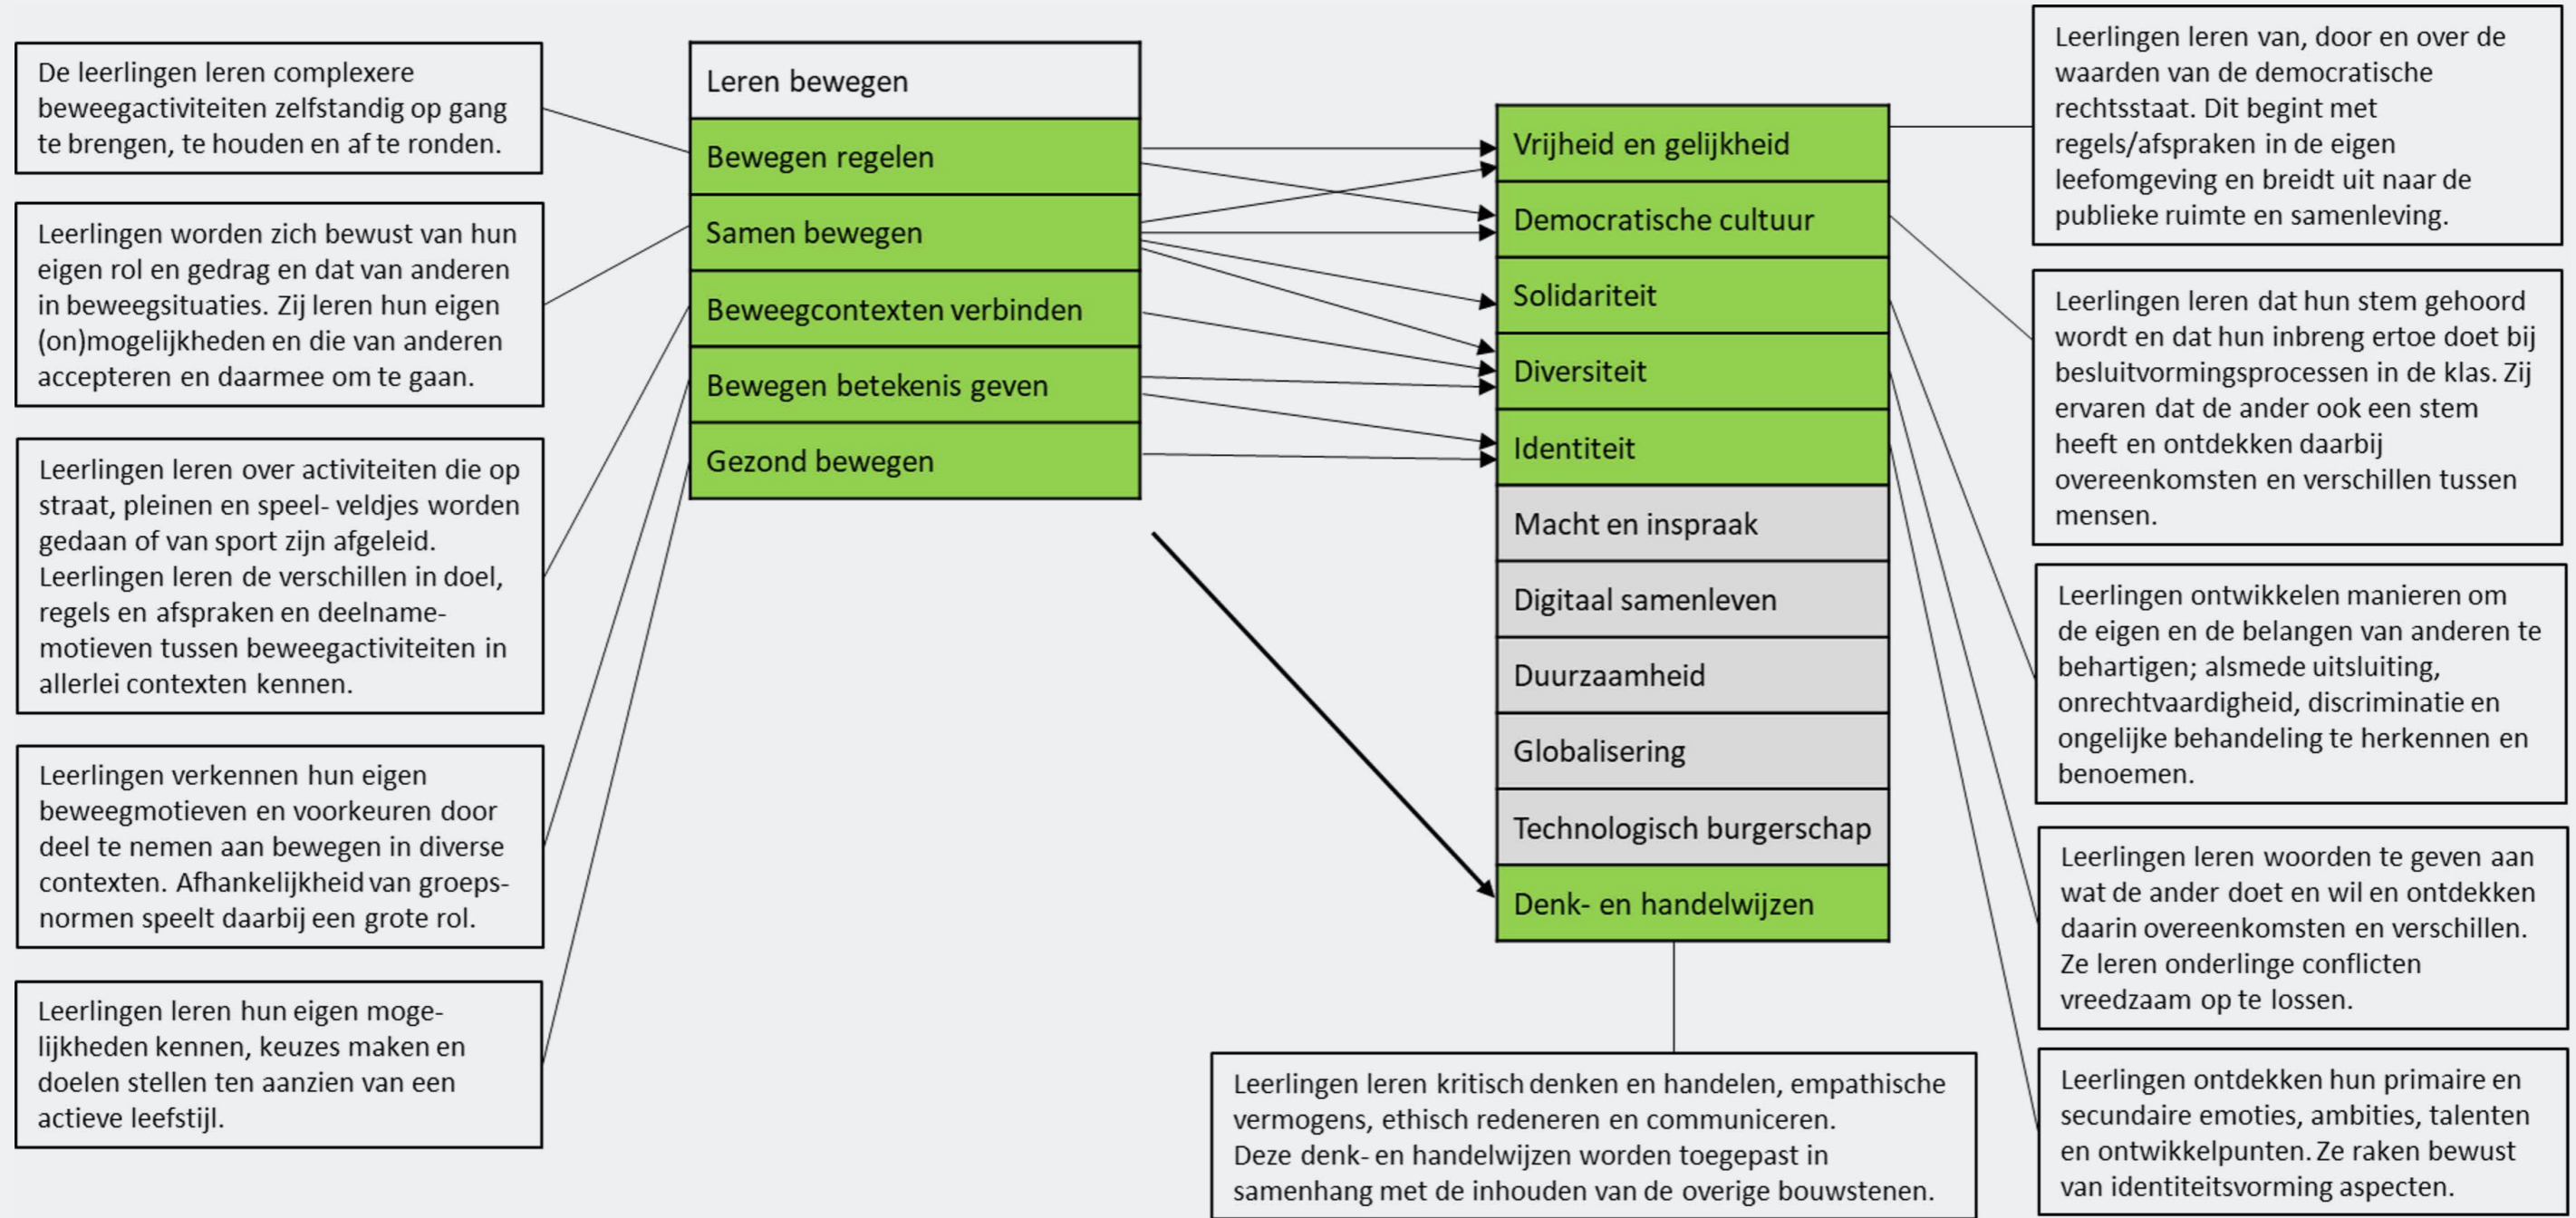 De leerlingen leren complexere
beweegactiviteiten zelfstandig op gang
te brengen, te houden en af te ronden.
Leerlingen worden zich bewust van hun
eigen rol en gedrag en dat van anderen
in beweegsituaties. Zij leren hun eigen
(on)mogelijkheden en die van anderen
accepteren en daarmee om te gaan.
Leerlingen leren over activiteiten die op
straat, pleinen en speel- veldjes worden
gedaan of van sport zijn afgeleid.
Leerlingen leren de verschillen in doel,
regels en afspraken en deelname-
motieven tussen beweegactiviteiten in
allerlei contexten kennen.
Leerlingen verkennen hun eigen
beweegmotieven en voorkeuren door
deel te nemen aan bewegen in diverse
contexten. Afhankelijkheid van groeps-
normen speelt daarbij een grote rol.
Leerlingen leren hun eigen moge-
lijkheden kennen, keuzes maken en
doelen stellen ten aanzien van een
actieve leefstijl.
Leren bewegen
Bewegen regelen
Samen bewegen
Beweegcontexten verbinden
Bewegen betekenis geven
Gezond bewegen
Vrijheid en gelijkheid
Democratische cultuur
Solidariteit
Diversiteit
Identiteit
Macht en inspraak
Digitaal samenleven
Duurzaamheid
Globalisering
Technologisch burgerschap
Denk- en handelwijzen
Leerlingen leren kritisch denken en handelen, empathische
vermogens, ethisch redeneren en communiceren.
Deze denk- en handelwijzen worden toegepast in
samenhang met de inhouden van de overige bouwstenen.
Leerlingen leren van, door en over de
waarden van de democratische
rechtsstaat. Dit begint met
regels/afspraken in de eigen
leefomgeving en breidt uit naar de
publieke ruimte en samenleving.
Leerlingen leren dat hun stem gehoord
wordt en dat hun inbreng ertoe doet bij
besluitvormingsprocessen in de klas. Zij
ervaren dat de ander ook een stem
heeft en ontdekken daarbij
overeenkomsten en verschillen tussen
mensen.
Leerlingen ontwikkelen manieren om
de eigen en de belangen van anderen te
behartigen; alsmede uitsluiting,
onrechtvaardigheid, discriminatie en
ongelijke behandeling te herkennen en
benoemen.
Leerlingen leren woorden te geven aan
wat de ander doet en wil en ontdekken
daarin overeenkomsten en verschillen.
Ze leren onderlinge conflicten
vreedzaam op te lossen.
Leerlingen ontdekken hun primaire en
secundaire emoties, ambities, talenten
en ontwikkelpunten. Ze raken bewust
van identiteitsvorming aspecten.